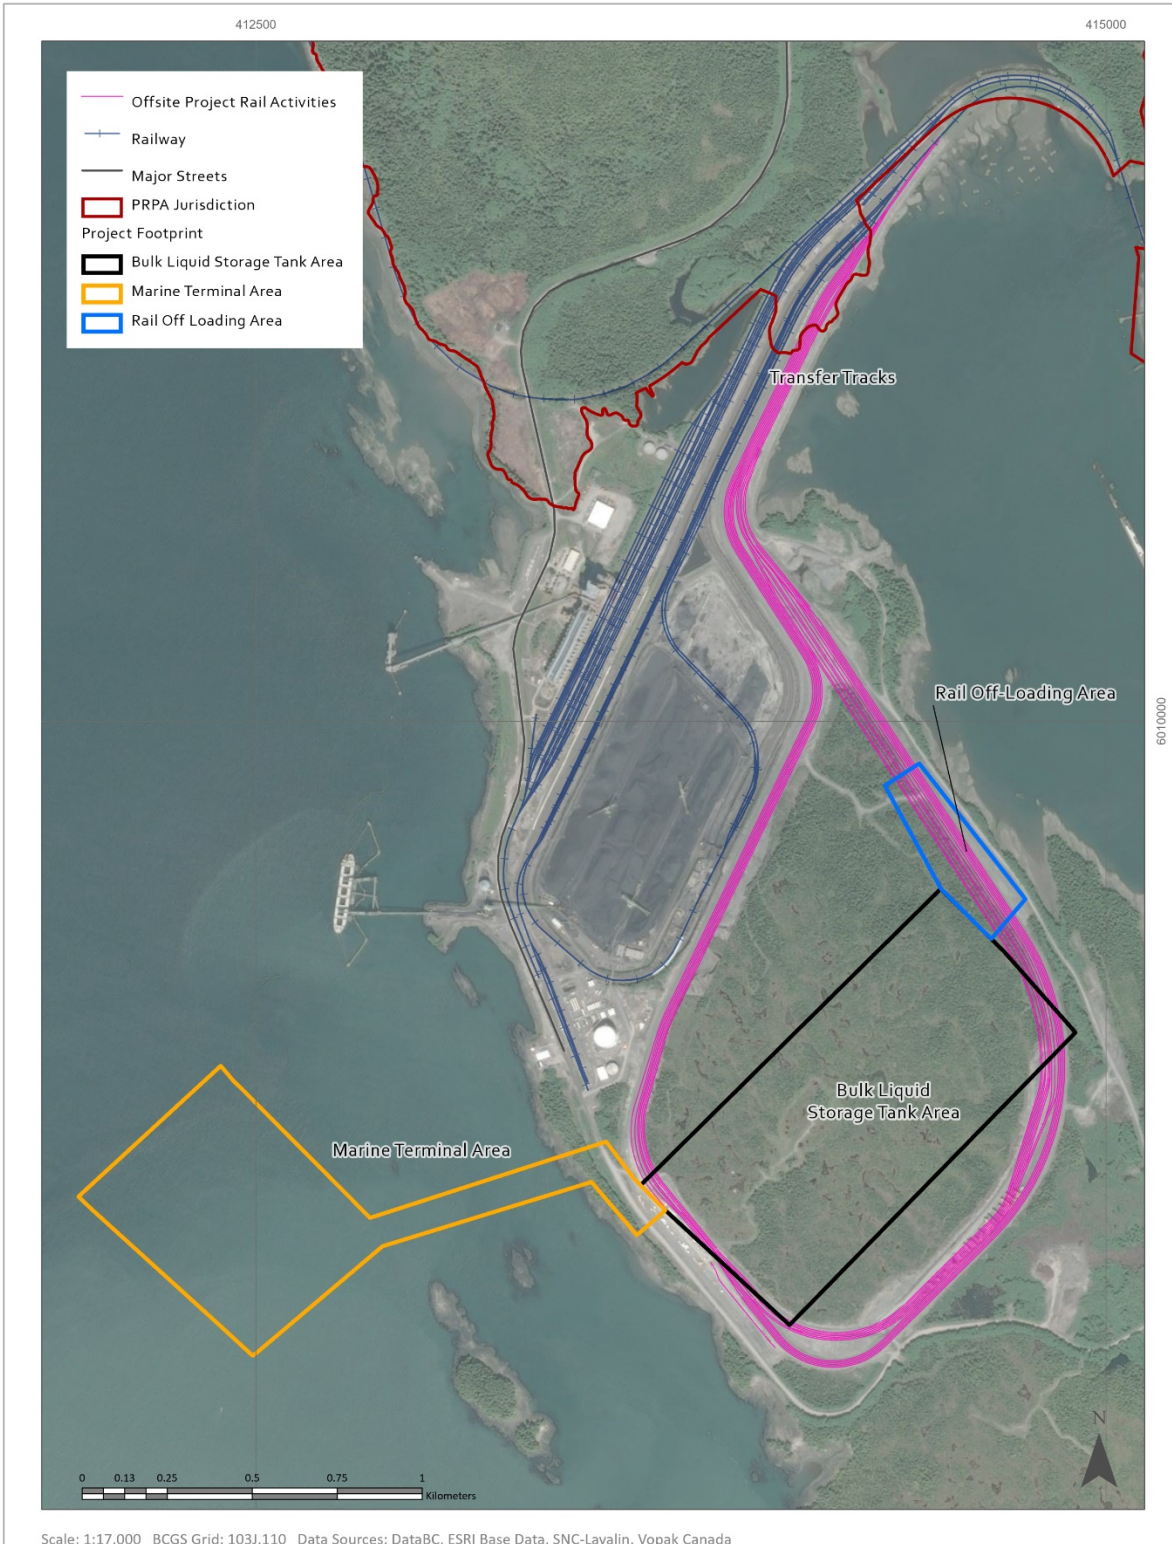 412500
415000
Offsite Project Rail Activities
Railway
Major Streets
PRPA Jurisdiction
Project Footprint
Bulk Liquid Storage Tank Area
Marine Terminal Area
Rail Off Loading Area
Transfer Tracks
Rail Off-Loading Area
6010000
Bulk Liquid
Storage Tank Area
Marine Terminal Area
N
0 0.13 0.25 0.5 0.75 1
Kilometers
Scale: 1:17,000 BCGS Grid: 103J.110 Data Sources: DataBC, ESRI Base Data, SNC-Lavalin, Vopak Canada